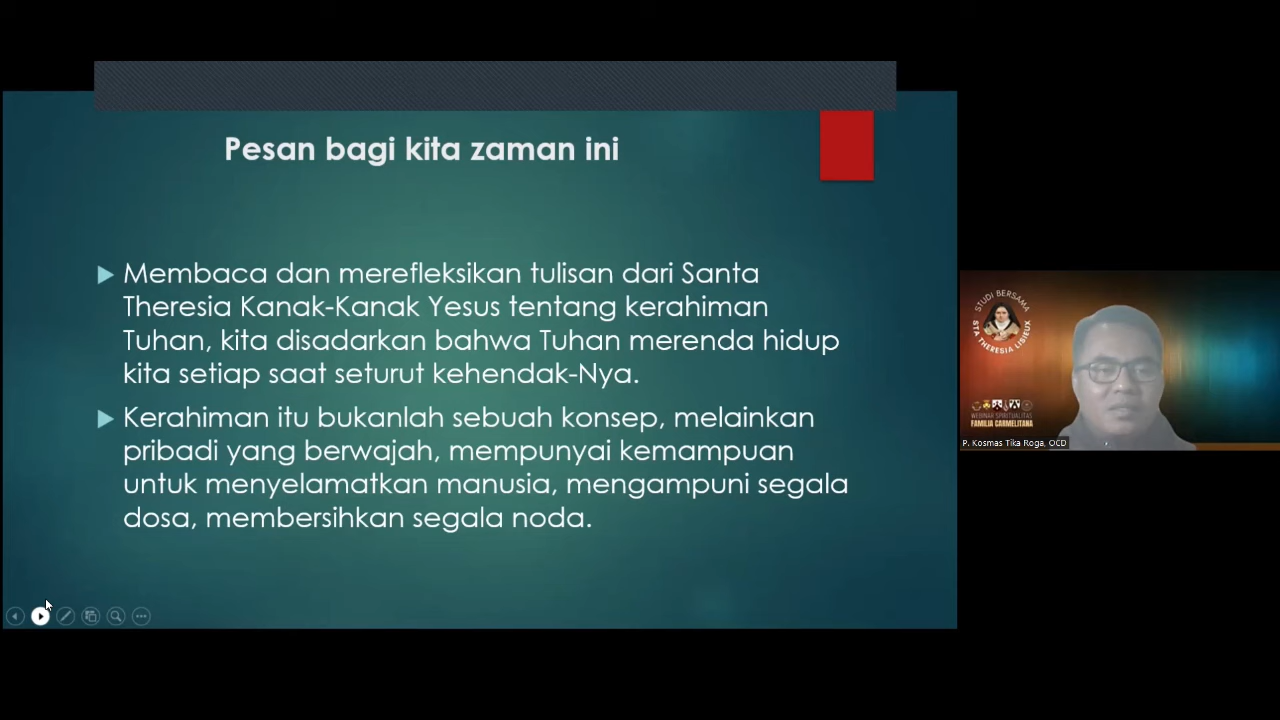 Pesan bagi kita zaman ini
Membaca dan merefleksikan tulisan dari Santa
Theresia Kanak-Kanak Yesus tentang kerahiman
Tuhan, kita disadarkan bahwa Tuhan merenda hidup
kita setiap saat seturut kehendak-Nya.
Kerahiman itu bukanlah sebuah konsep, melainkan
pribadi yang berwajah, mempunyai kemampuan
untuk menyelamatkan manusia, mengampuni segala
dosa, membersihkan segala noda.
STUDI BERSAMA
STA THERESIA LISIEUX
WEBINAR SPIRITUALITAS
FAMILIA CARMELITANA
P. Kosmas Tika Roga, OCD